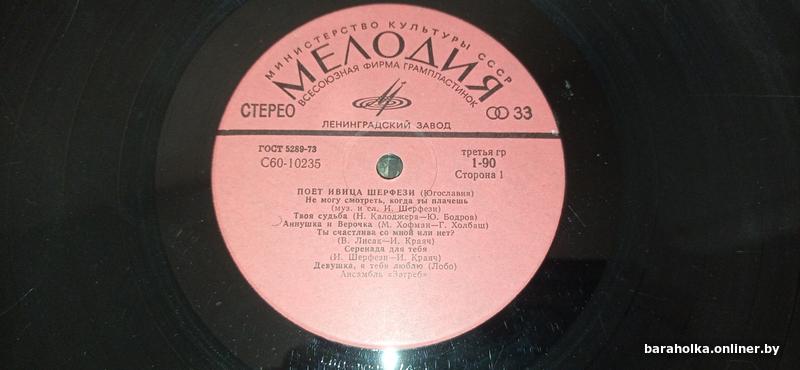 МИНИСТЕРСТВО КУЛЬТУРЫ СССР
МЕЛОДИЯ
ВСЕСОЮЗНАЯ ФИРМА ГРАМПЛАСТИНОК
СТЕРЕО
33
ЛЕНИНГРАДСКИЙ ЗАВОД
ГОСТ 5289-73
С60-10235
третья гр
1-90
Сторона 1
ПОЕТ ИВИЦА ШЕРФЕЗИ (Югославия)
Не могу смотреть, когда ты плачешь
(муз. и сл. И. Шерфези)
Твоя судьба (Н. Калоджера—Ю. Бодров)
Аннушка и Верочка (М. Хофман—Г. Холбаш)
Ты счастлива со мной или нет?
(В. Лисак—И. Краяч)
Серенада для тебя
(И. Шерфези—И. Краяч)
Девушка, я тебя люблю (Лобо)
Ансамбль «Загреб»
baraholka.onliner.by